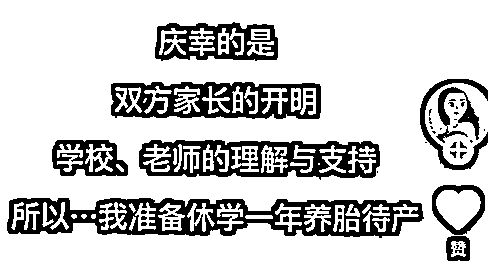 庆幸的是
双方家长的开明
学校、老师的理解与支持
所以…我准备休学一年养胎待产
赞